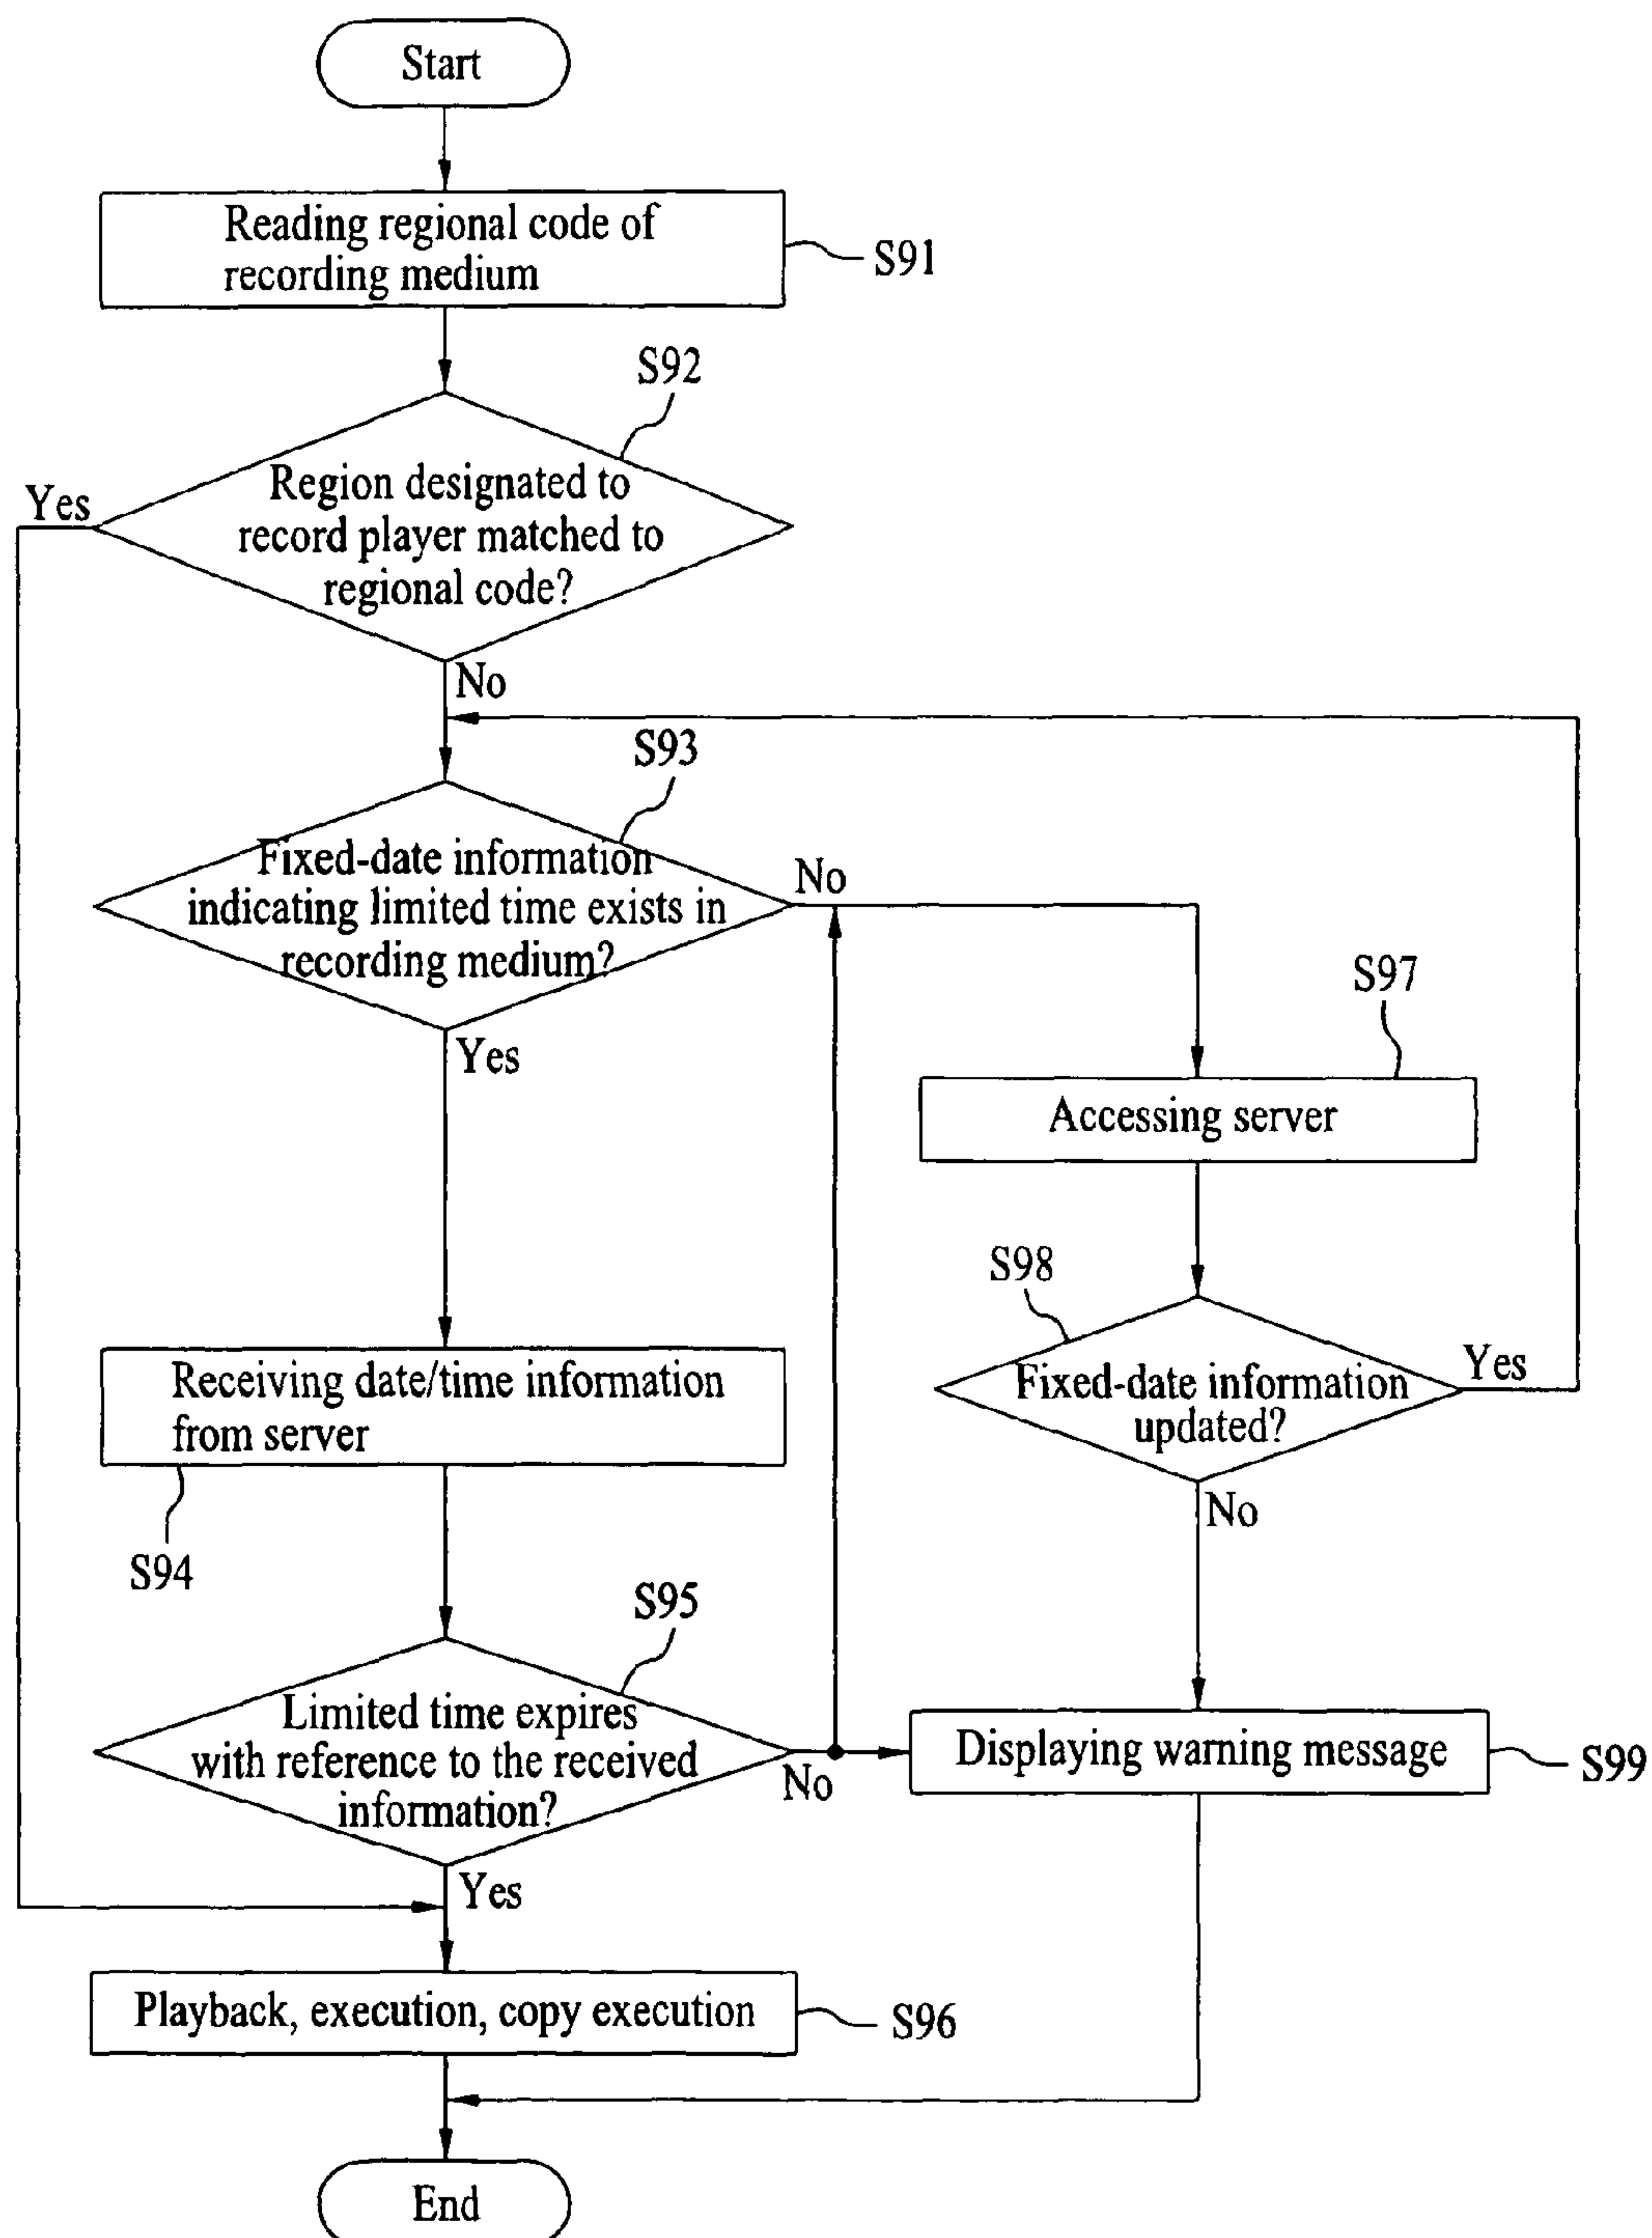 Start
Reading regional code of
recording medium
S91
S92
Region designated to
record player matched to
regional code?
Yes
No
S93
Fixed-date information
indicating limited time exists in
recording medium?
No
Yes
S97
Accessing server
S98
Fixed-date information
updated?
Yes
No
Receiving date/time information
from server
S94
S95
Limited time expires
with reference to the received
information?
No
Yes
Displaying warning message
S99
Playback, execution, copy execution
S96
End